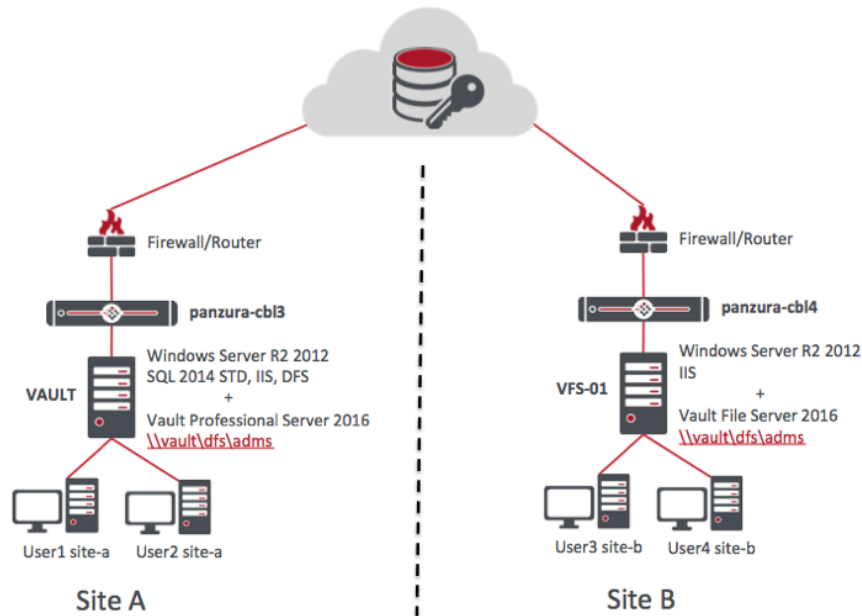 Firewall/Router
panzura-cbl3
Windows Server R2 2012
SQL 2014 STD, IIS, DFS
+
VAULT
Vault Professional Server 2016
\\vault\dfs\adms
User1 site-a
User2 site-a
Site A
Firewall/Router
panzura-cbl4
Windows Server R2 2012
IIS
+
VFS-01
Vault File Server 2016
\\vault\dfs\adms
User3 site-b
User4 site-b
Site B